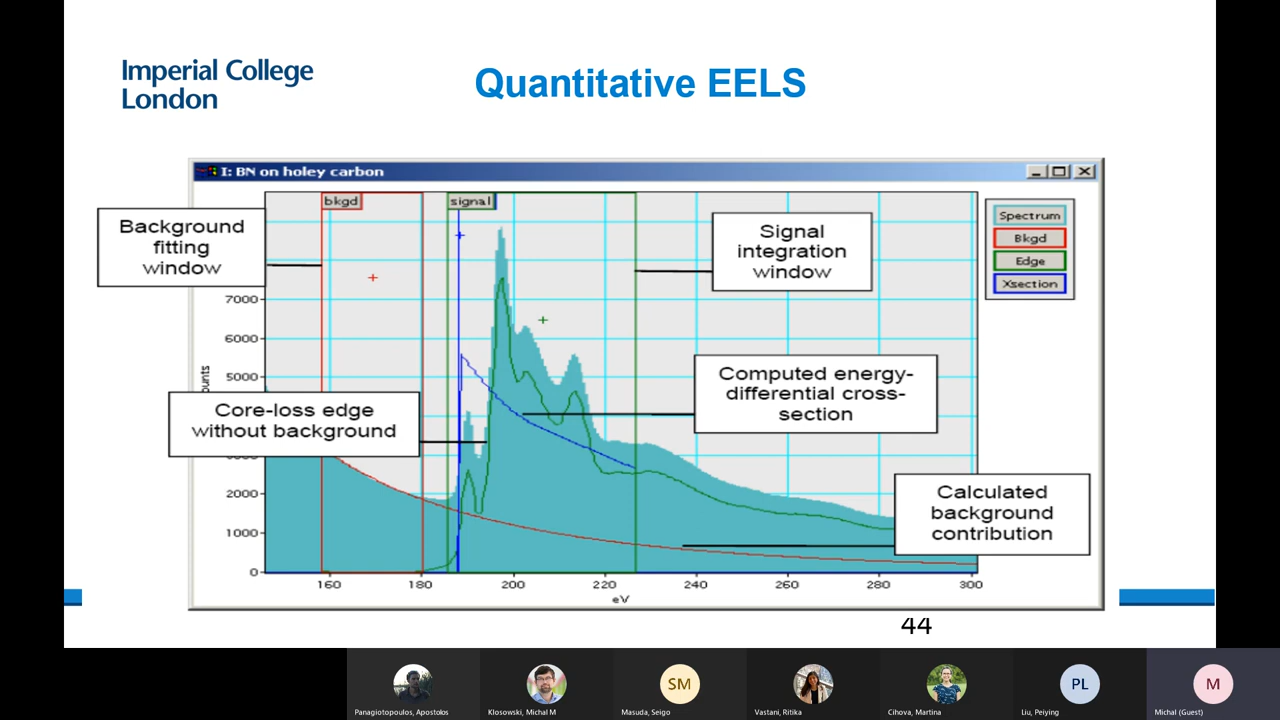 Imperial College
London
Quantitative EELS
I: BN on holey carbon
bkgd
signal
Spectrum
Bkgd
Edge
Xsection
Background
fitting
window
Signal
integration
window
7000
6000
5000
Computed energy-
differential cross-
section
Core-loss edge
without background
2000
1000
0
Calculated
background
contribution
160
180
200
220
240
260
280
300
eV
44
SM
PL
M
Panagiotopoulos, Apostolos
Klosowski, Michal M
Masuda, Seigo
Vastani, Ritika
Cihova, Martina
Liu, Peiying
Michal (Guest)